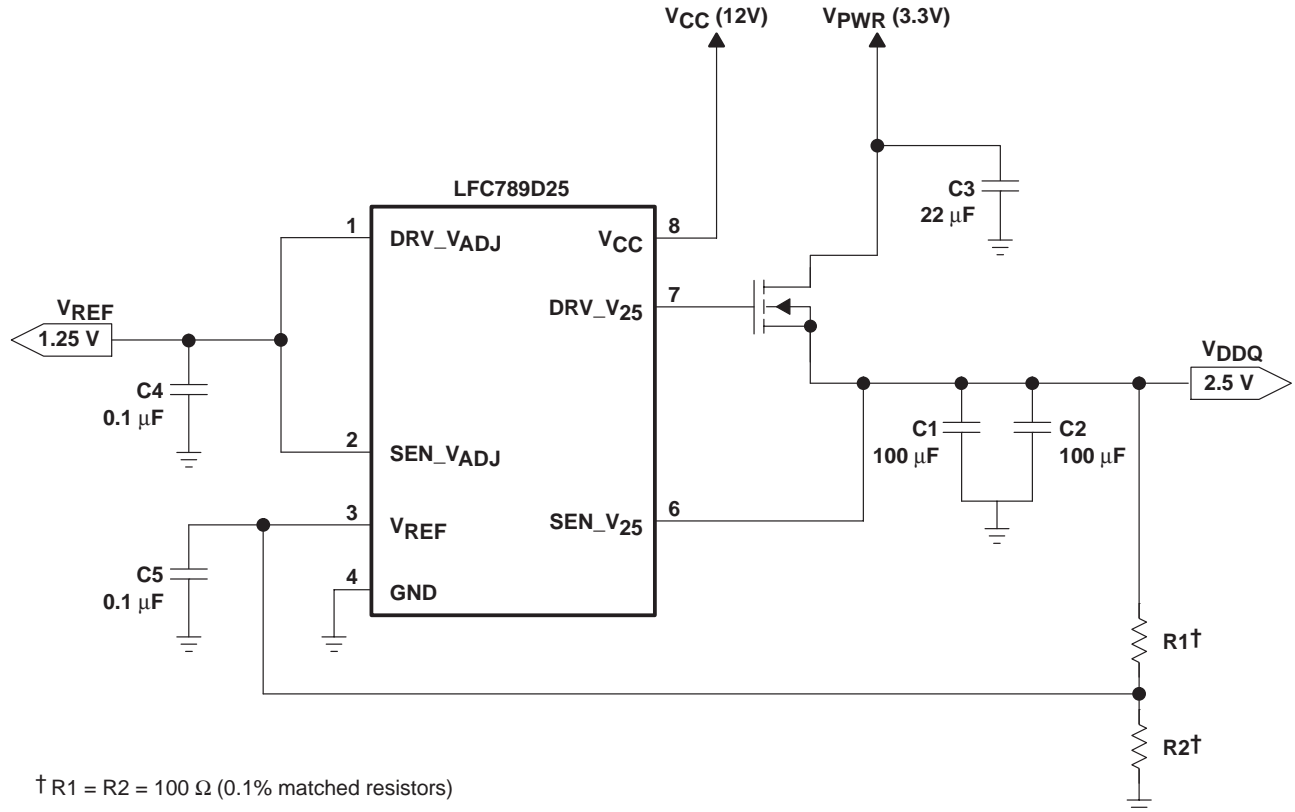 VCC (12V)
VPWR (3.3V)
LFC789D25
C3
22 μF
1
DRV_VADJ
VCC
8
DRV_V25
7
VREF
1.25 V
C4
0.1 μF
2
SEN_VADJ
VDDQ
2.5 V
C1
100 μF
C2
100 μF
3
VREF
SEN_V25
6
C5
0.1 μF
4
GND
R1†
R2†
† R1 = R2 = 100 Ω (0.1% matched resistors)